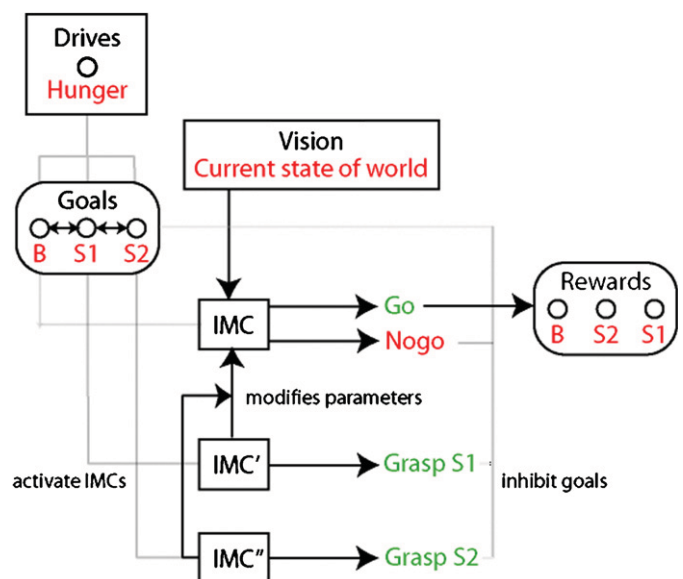 Drives
Hunger
Vision
Current state of world
Goals
B S1 S2
Rewards
B S2 S1
IMC
Go
Nogo
modifies parameters
IMC'
Grasp S1
activate IMCs
inhibit goals
IMC"
Grasp S2